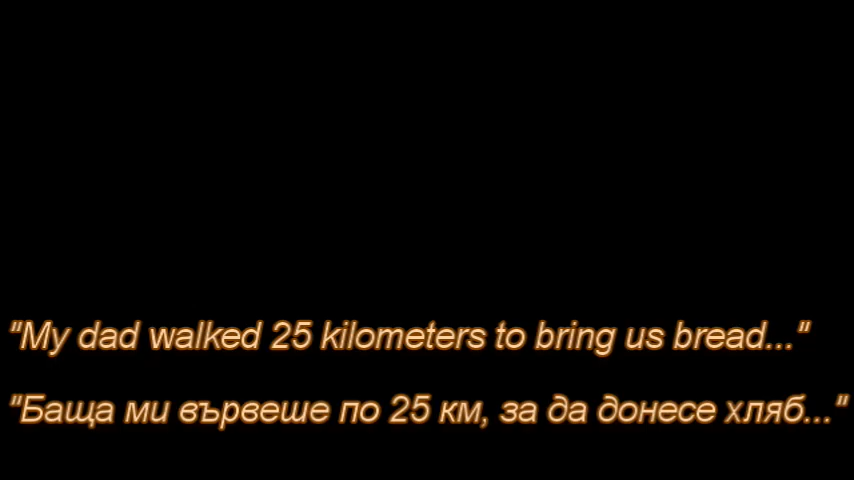 "My dad walked 25 kilometers to bring us bread..."
"Баща ми вървеше по 25 км, за да донесе хляб..."